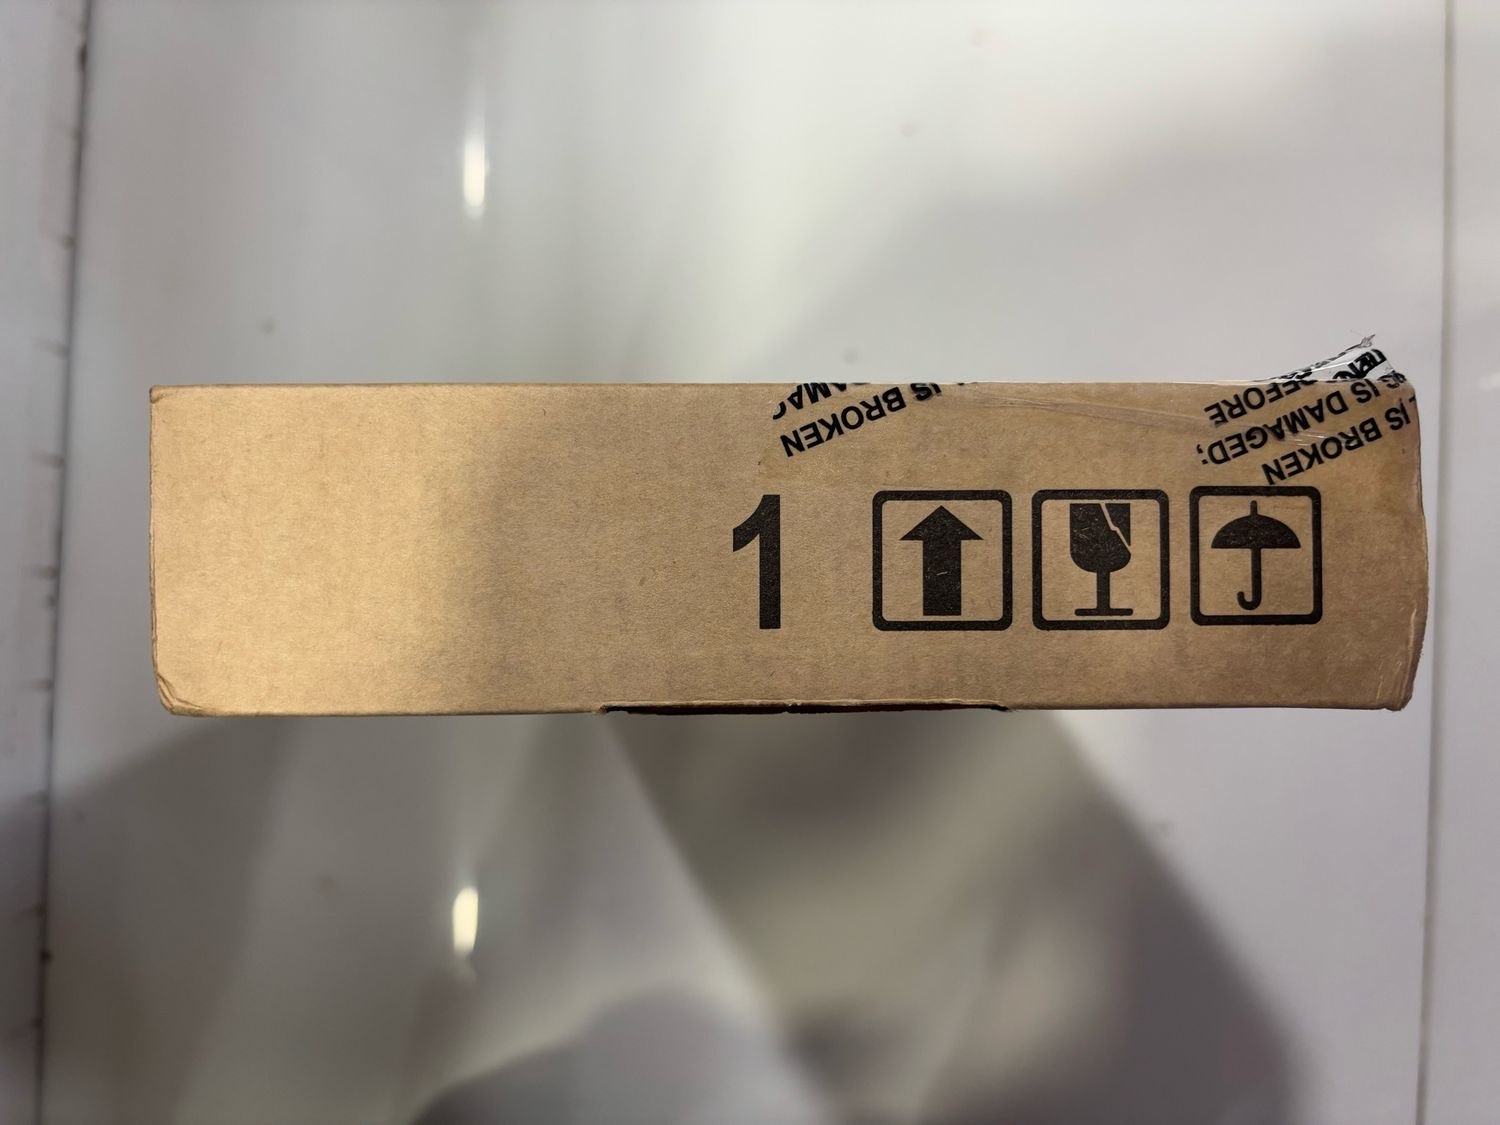 1
IS BROKEN
BEFORE
IS DAMAGED;
IS BROKEN